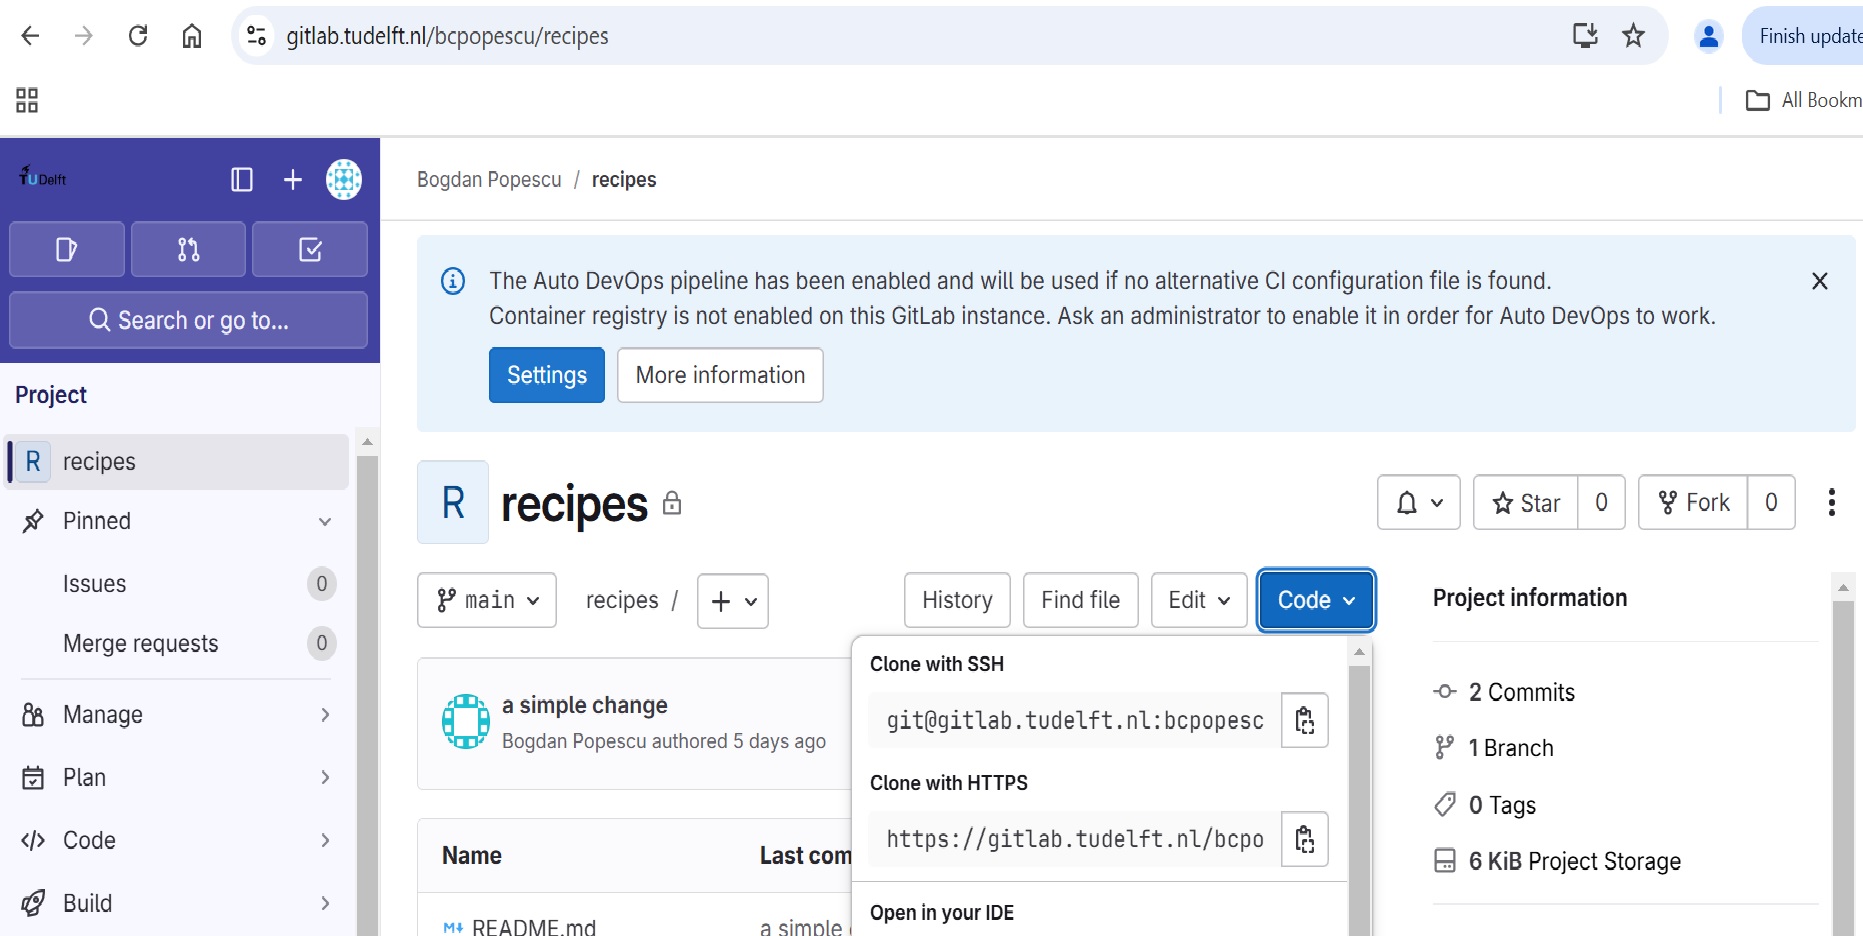 gitlab.tudelft.nl/bcpopescu/recipes
Finish update
All Bookm
TU Delft
Bogdan Popescu / recipes
Search or go to...
The Auto DevOps pipeline has been enabled and will be used if no alternative CI configuration file is found.
Container registry is not enabled on this GitLab instance. Ask an administrator to enable it in order for Auto DevOps to work.
Settings
More information
Project
R recipes
Pinned
Issues 0
Merge requests 0
Manage
Plan
Code
Build
R recipes
Star 0
Fork 0
main
recipes /
History
Find file
Edit
Code
a simple change
Bogdan Popescu authored 5 days ago
Name
Last com
README.md
a simple
Clone with SSH
git@gitlab.tudelft.nl:bcpopesc
Clone with HTTPS
https://gitlab.tudelft.nl/bcpo
Open in your IDE
Project information
2 Commits
1 Branch
0 Tags
6 KiB Project Storage